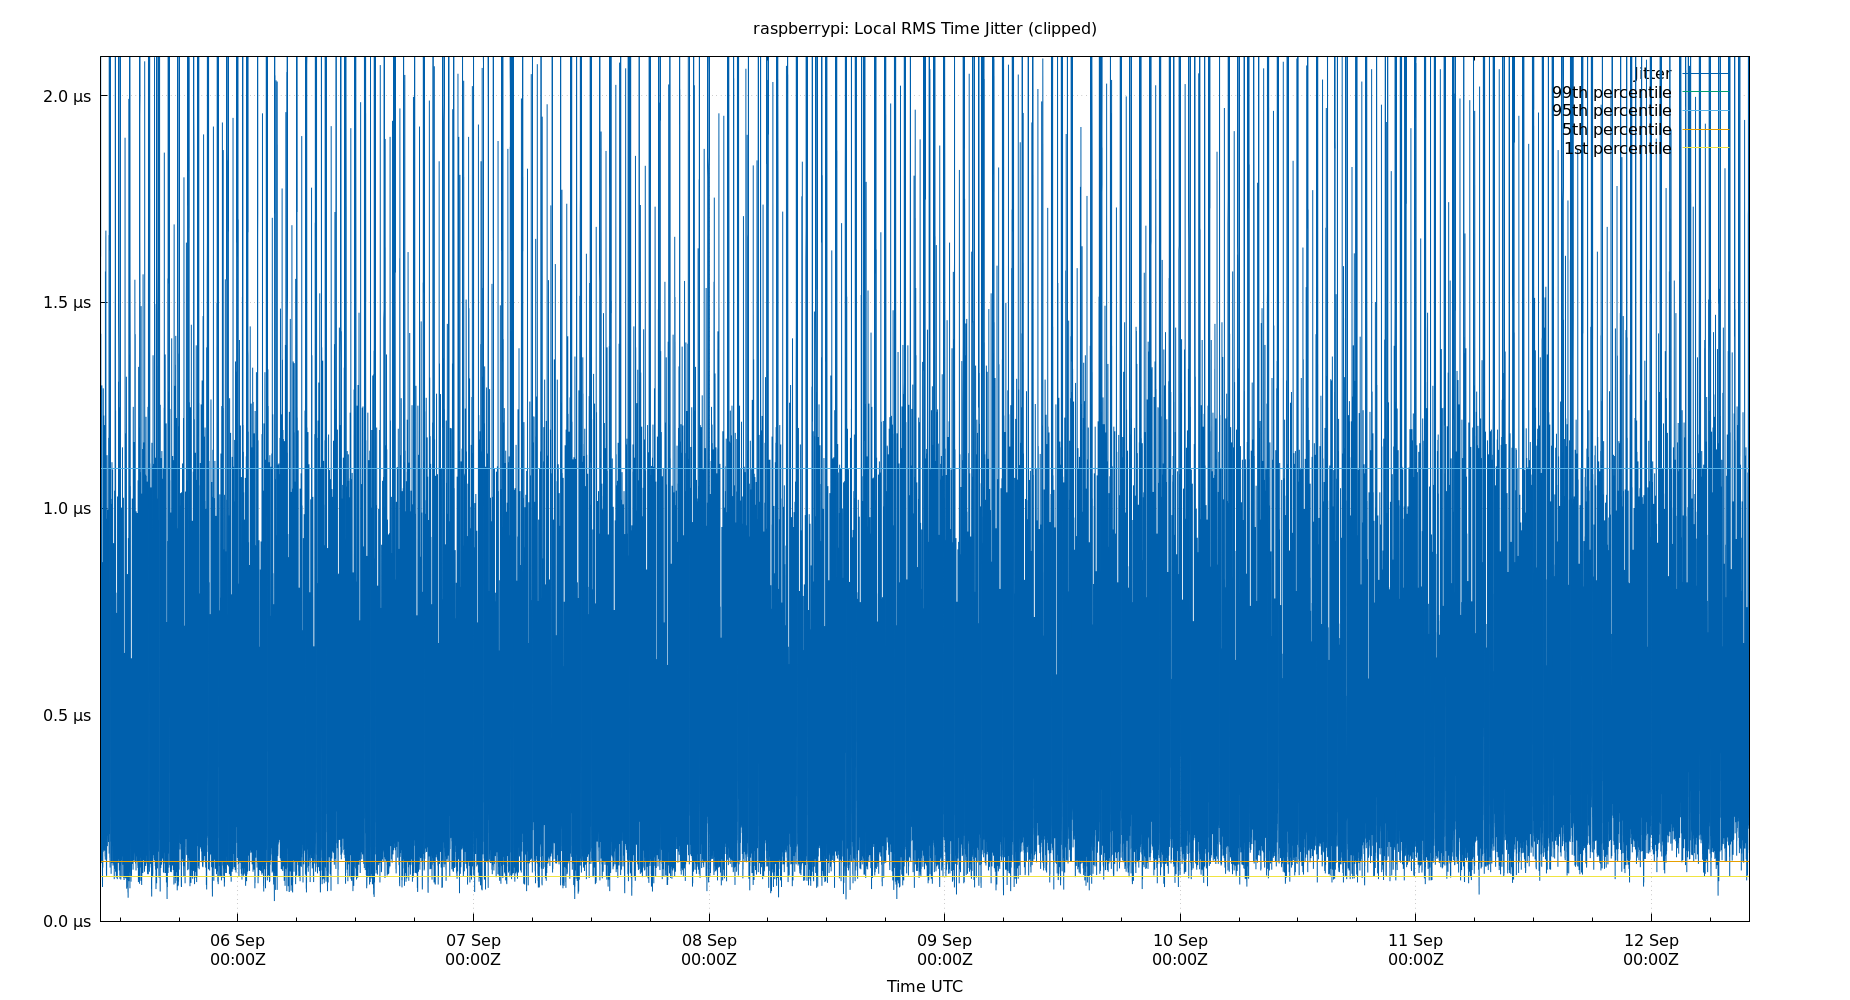 raspberrypi: Local RMS Time Jitter (clipped)
Jitter
99th percentile
95th percentile
5th percentile
1st percentile
2.0 µs
1.5 µs
1.0 µs
0.5 µs
0.0 µs
06 Sep 07 Sep 08 Sep 09 Sep 10 Sep 11 Sep 12 Sep
00:00Z 00:00Z 00:00Z 00:00Z 00:00Z 00:00Z 00:00Z
Time UTC